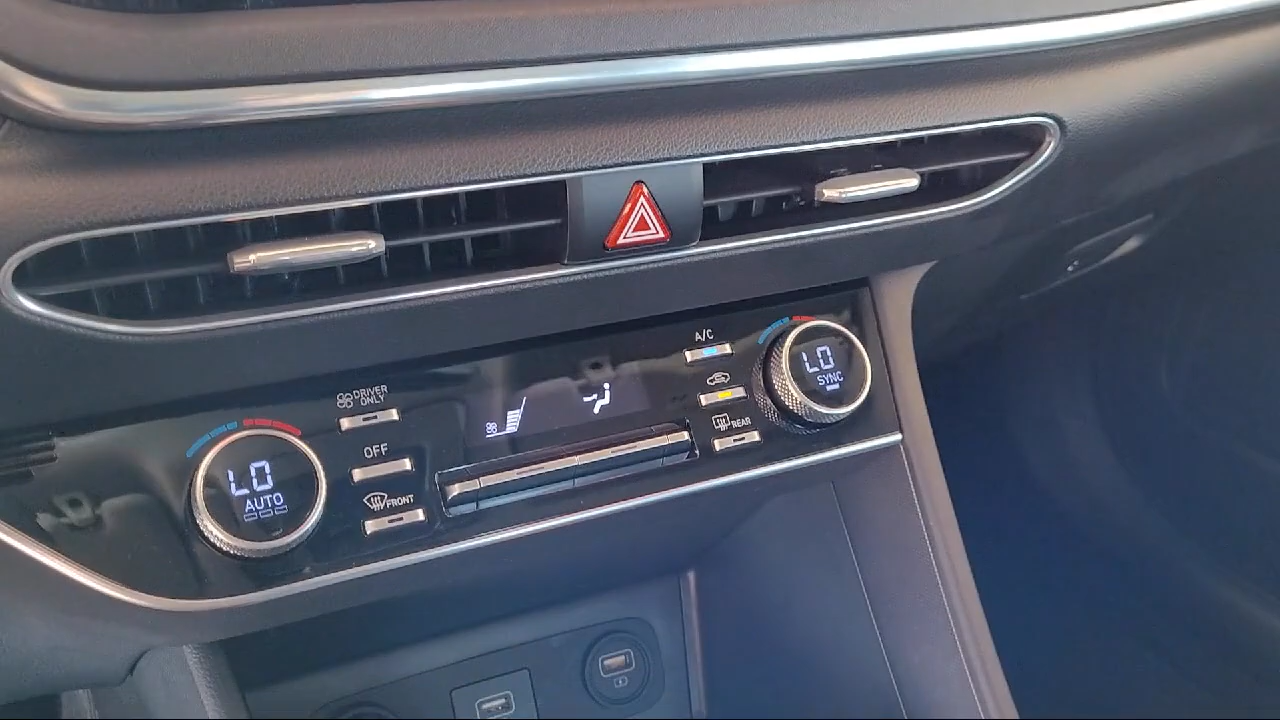 A/C
LO
SYNC
DRIVER
ONLY
OFF
FRONT
REAR
LO
AUTO